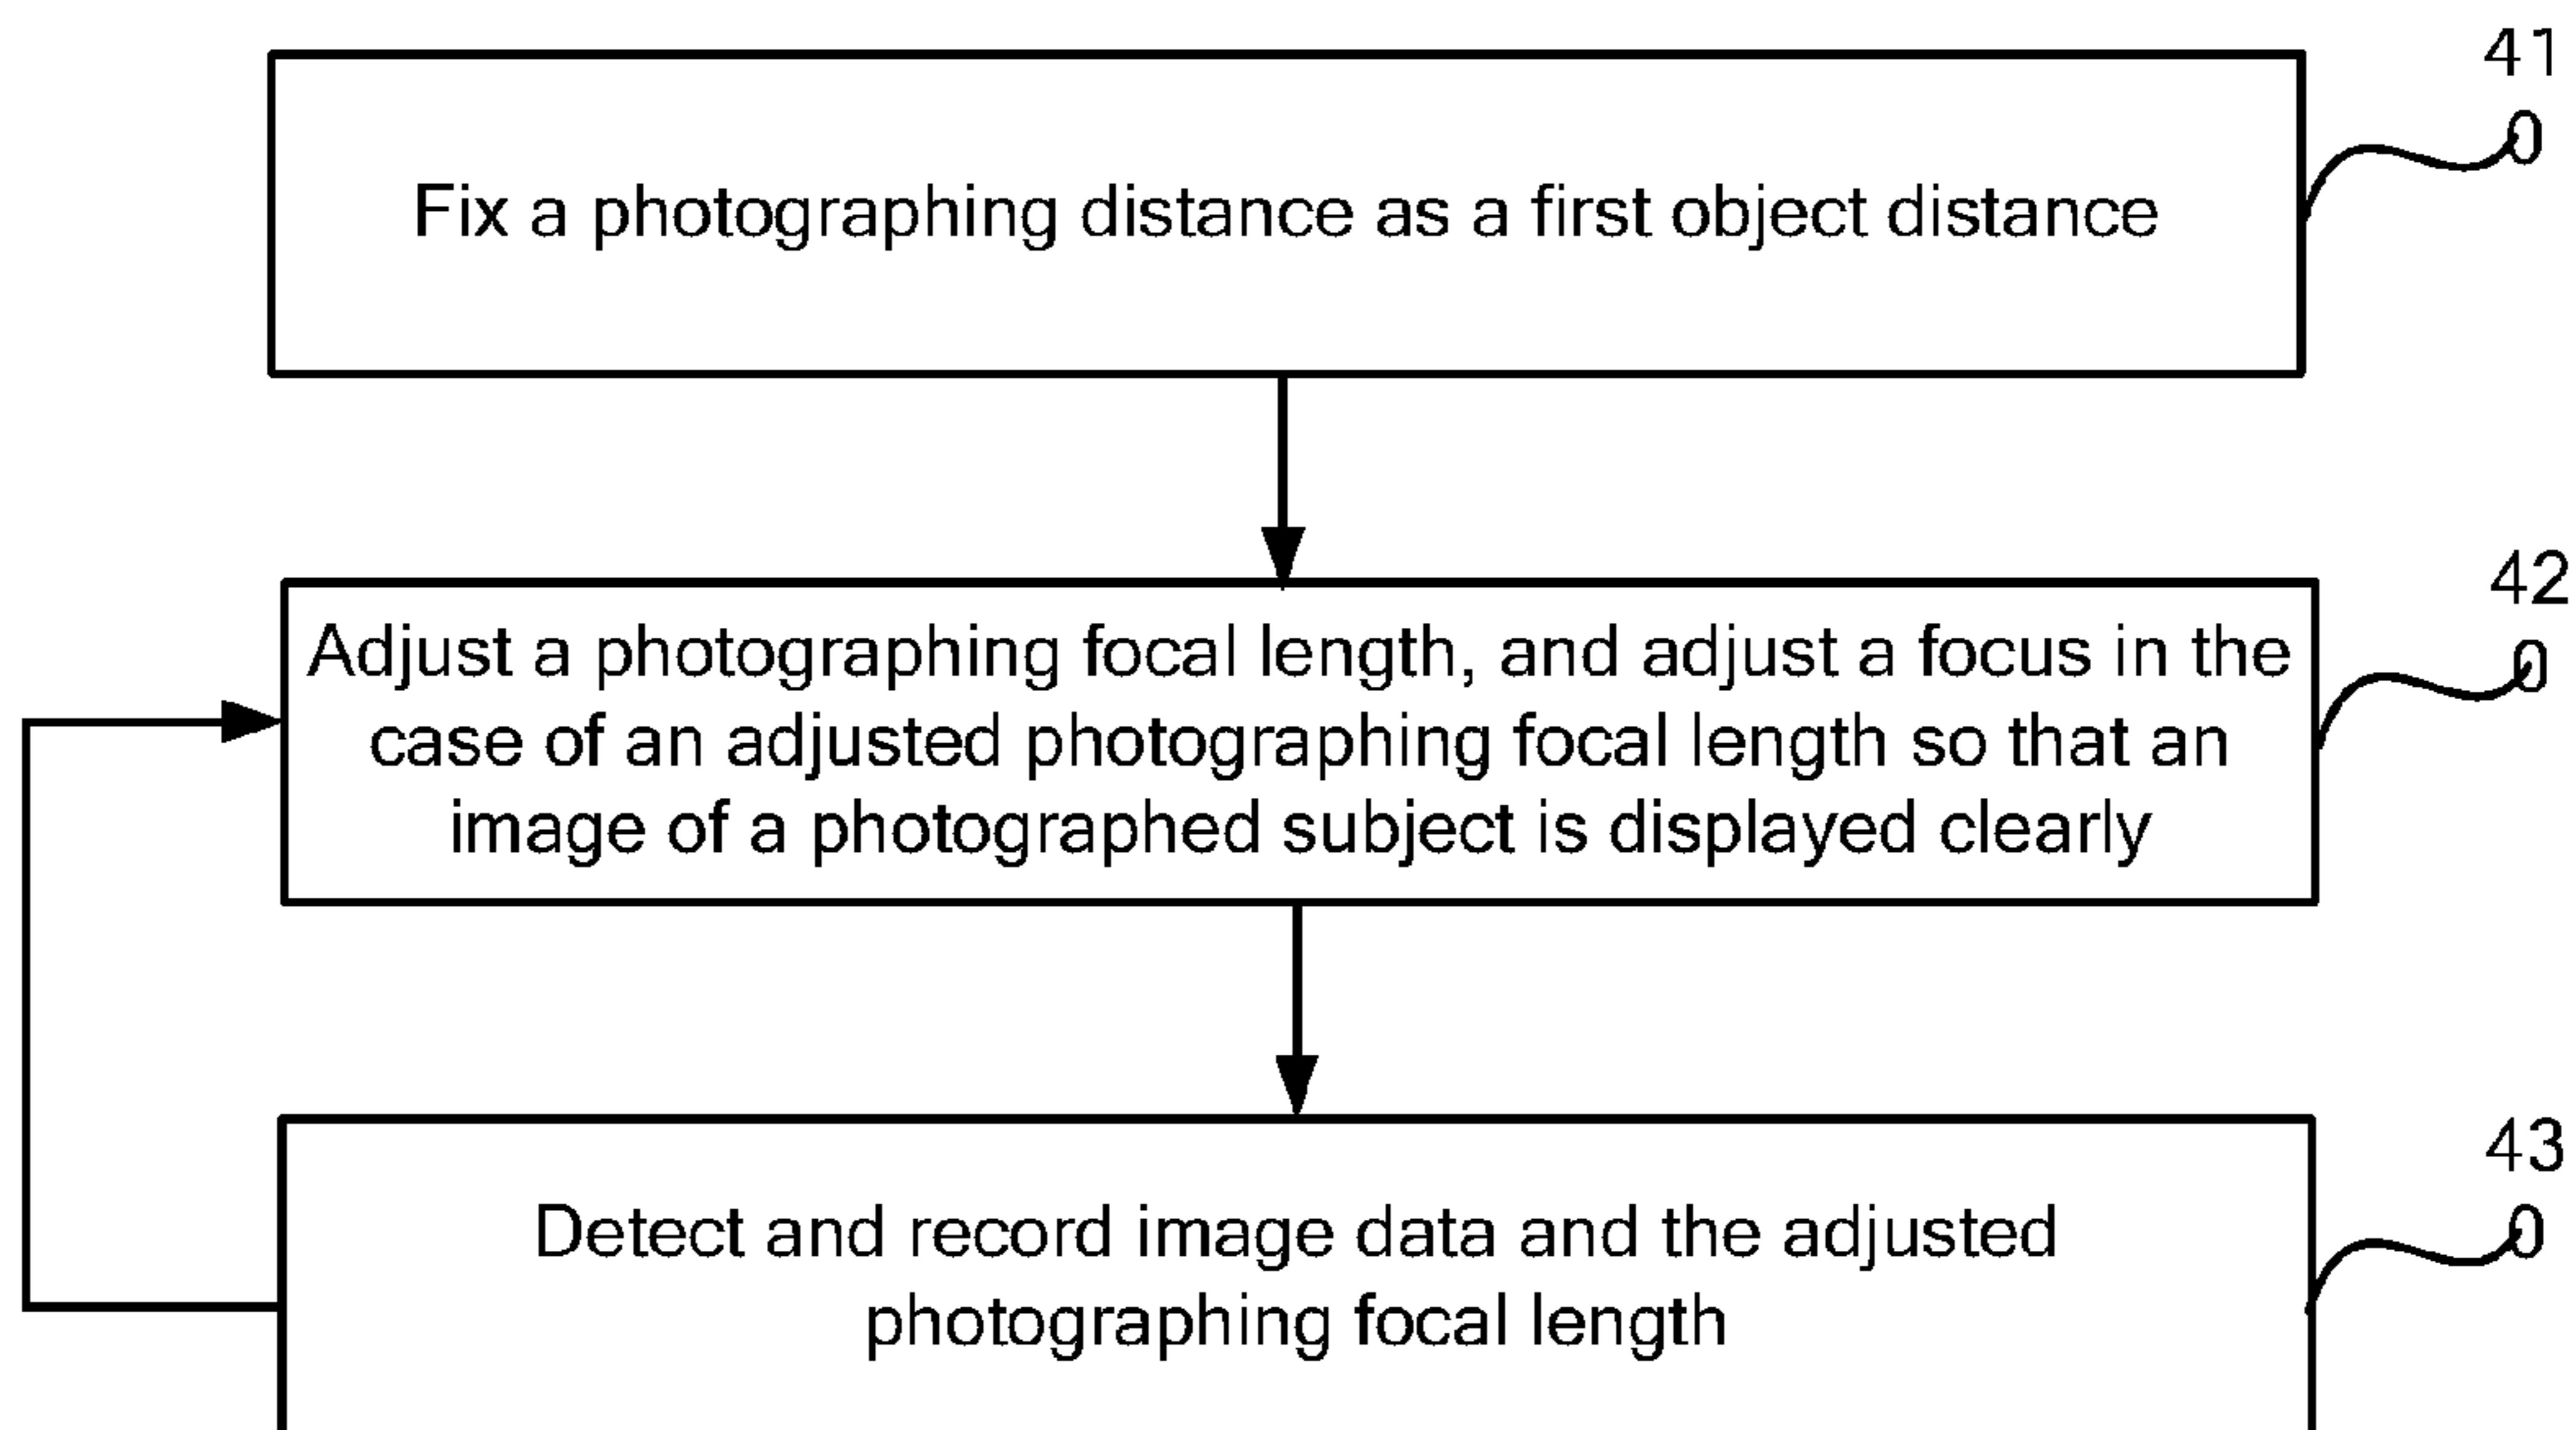 41
0
Fix a photographing distance as a first object distance
42
0
Adjust a photographing focal length, and adjust a focus in the
case of an adjusted photographing focal length so that an
image of a photographed subject is displayed clearly
43
0
Detect and record image data and the adjusted
photographing focal length